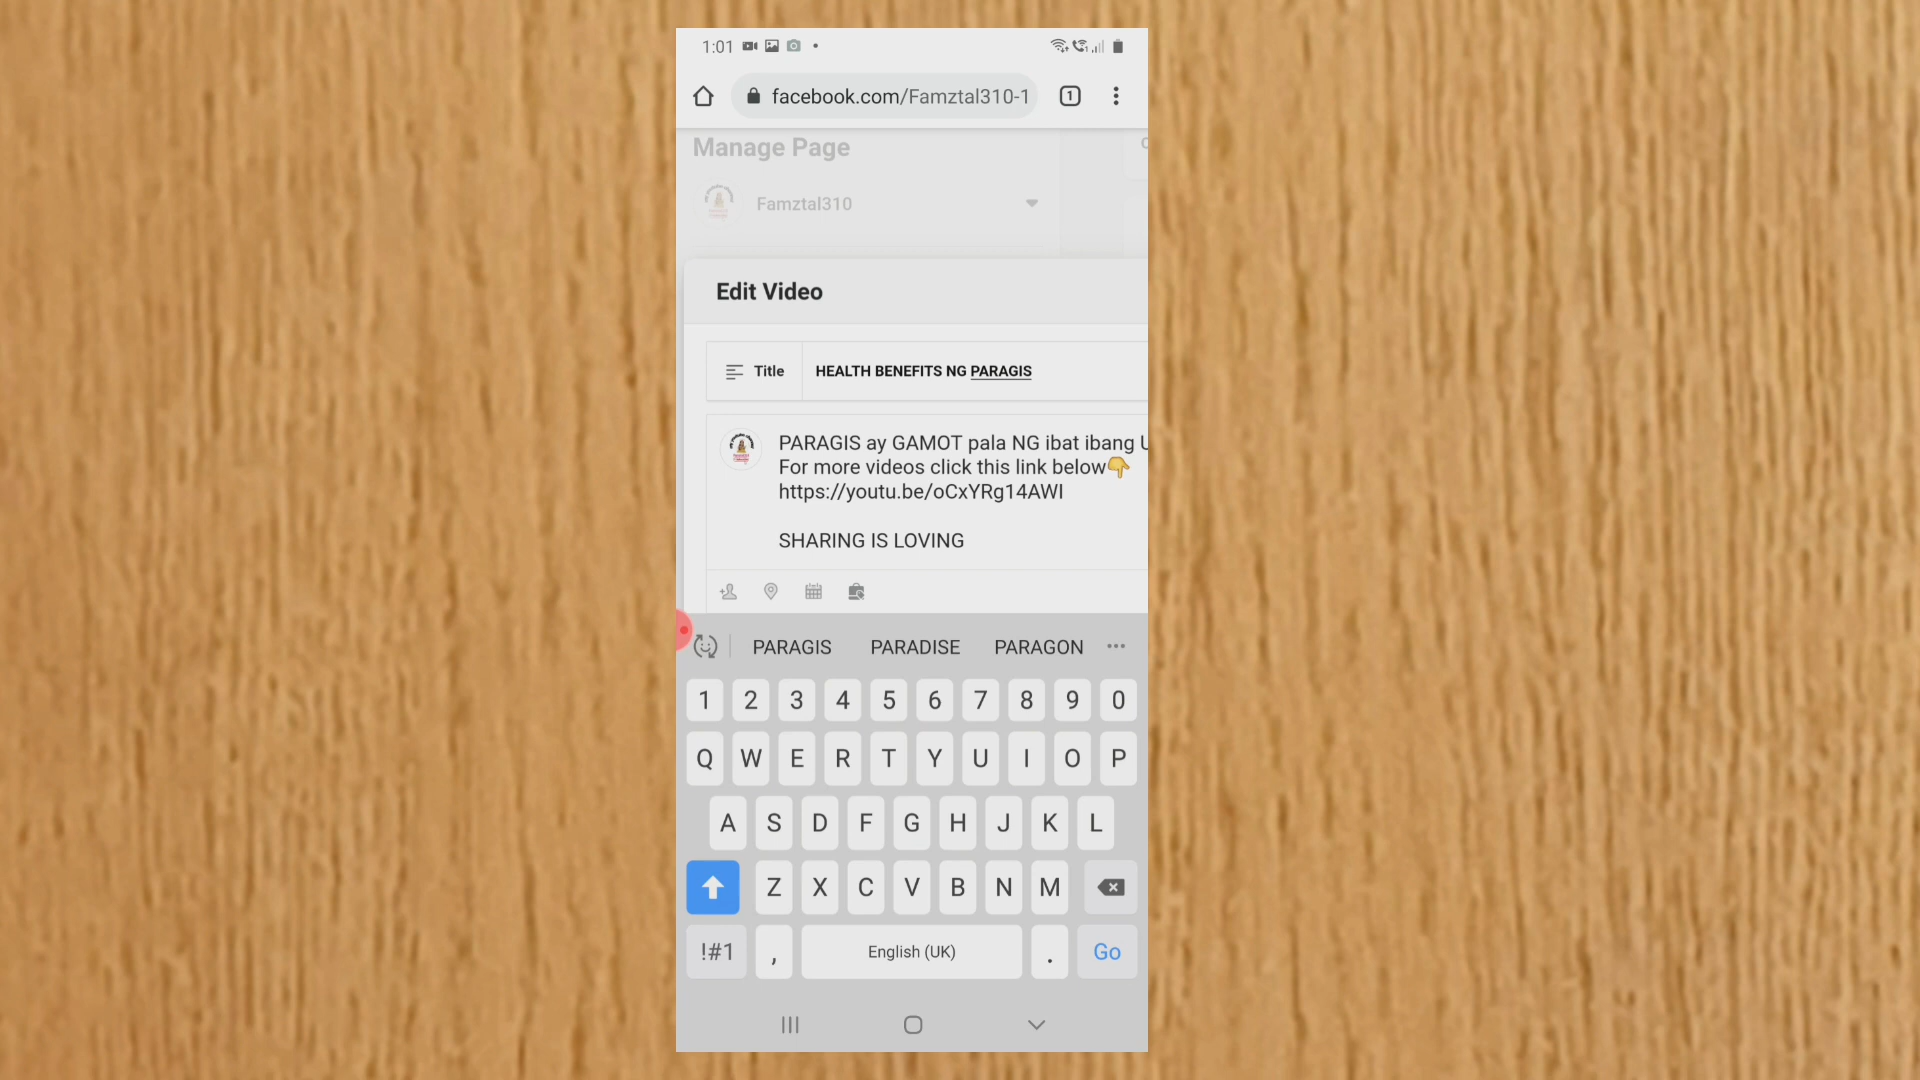 1:01
facebook.com/Famztal310-1
1
Manage Page
Famztal310
Edit Video
Title
HEALTH BENEFITS NG PARAGIS
PARAGIS ay GAMOT pala NG ibat ibang
For more videos click this link below👇
https://youtu.be/oCxYRg14AWI
SHARING IS LOVING
PARAGIS PARADISE PARAGON
1 2 3 4 5 6 7 8 9 0
Q W E R T Y U I O P
A S D F G H J K L
Z X C V B N M
!#1 , English (UK) . Go